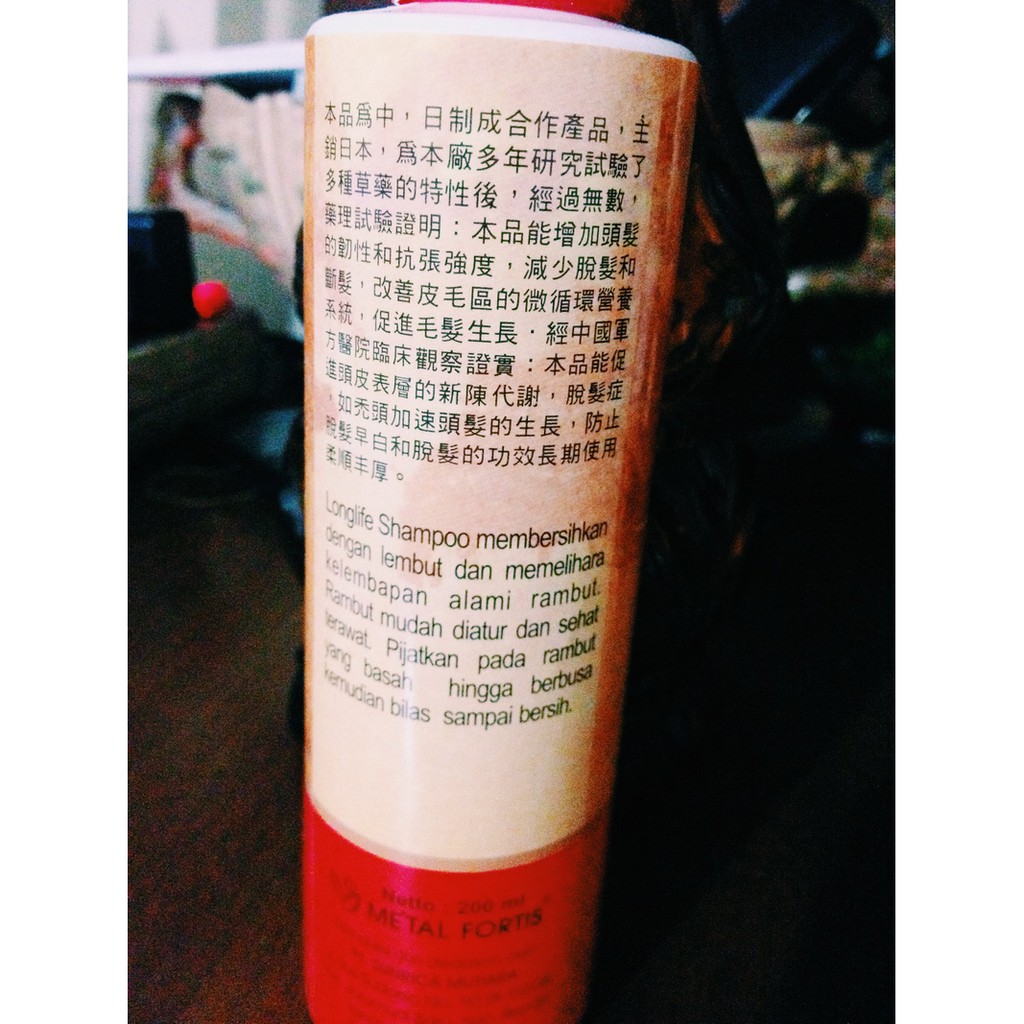 本品爲中，日制成合作產品，主
銷日本，爲本廠多年研究試驗了
多種草藥的特性後，經過無數，
藥理試驗證明：本品能增加頭髮
的韌性和抗張強度，減少脫髮和
斷髮，改善皮毛區的微循環營養
系統，促進毛髮生長．經中國軍
方醫院臨床觀察證實：本品能促
進頭皮表層的新陳代謝，脫髮症
，如禿頭加速頭髮的生長，防止
脫髮早白和脫髮的功效長期使用
柔順丰厚。
Longlife Shampoo membersihkan
dengan lembut dan memelihara
kelembapan alami rambut.
Rambut mudah diatur dan sehat
terawat. Pijatkan pada rambut
yang basah hingga berbusa
kemudian bilas sampai bersih.
Netto : 200 ml
METAL FORTIS